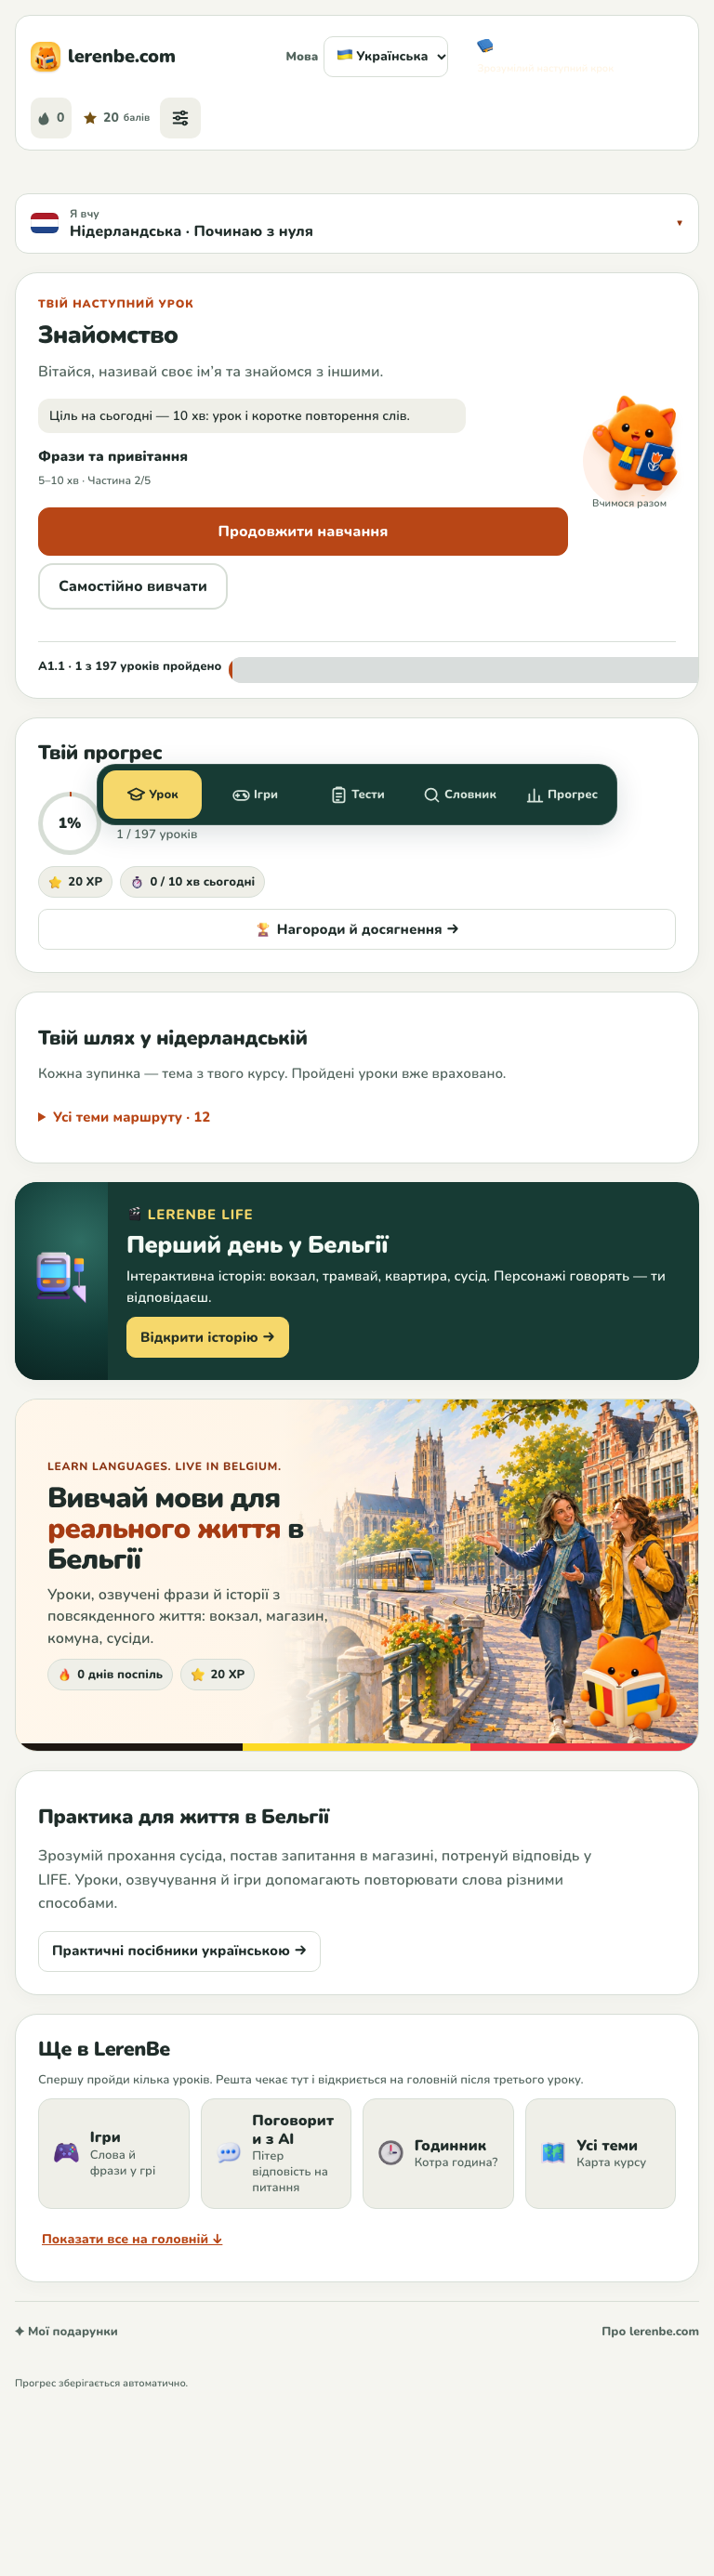 lerenbe.com
Мова
Українська
0
20 балів
Я вчу
Нідерландська · Починаю з нуля
ТВІЙ НАСТУПНИЙ УРОК
Знайомство
Вітайся, називай своє ім’я та знайомся з іншими.
Ціль на сьогодні — 10 хв: урок і коротке повторення слів.
Фрази та привітання
5–10 хв · Частина 2/5
Вчимося разом
Продовжити навчання
Самостійно вивчати
A1.1 · 1 з 197 уроків пройдено
Твій прогрес
Урок
Ігри
Тести
Словник
Прогрес
1%
1 / 197 уроків
20 XP
0 / 10 хв сьогодні
Нагороди й досягнення →
Твій шлях у нідерландській
Кожна зупинка — тема з твого курсу. Пройдені уроки вже враховано.
Усі теми маршруту · 12
LERENBE LIFE
Перший день у Бельгії
Інтерактивна історія: вокзал, трамвай, квартира, сусід. Персонажі говорять — ти
відповідаєш.
Відкрити історію →
LEARN LANGUAGES. LIVE IN BELGIUM.
Вивчай мови для
реального життя в
Бельгії
Уроки, озвучені фрази й історії з
повсякденного життя: вокзал, магазин,
комуна, сусіди.
0 днів поспіль
20 XP
Практика для життя в Бельгії
Зрозумій прохання сусіда, постав запитання в магазині, потренуй відповідь у
LIFE. Уроки, озвучування й ігри допомагають повторювати слова різними
способами.
Практичні посібники українською →
Ще в LerenBe
Спершу пройди кілька уроків. Решта чекає тут і відкриється на головній після третього уроку.
Ігри
Слова й
фрази у грі
Поговорит
и з AI
Пітер
відповість на
питання
Годинник
Котра година?
Усі теми
Карта курсу
Показати все на головній ↓
✦ Мої подарунки
Про lerenbe.com
Прогрес зберігається автоматично.